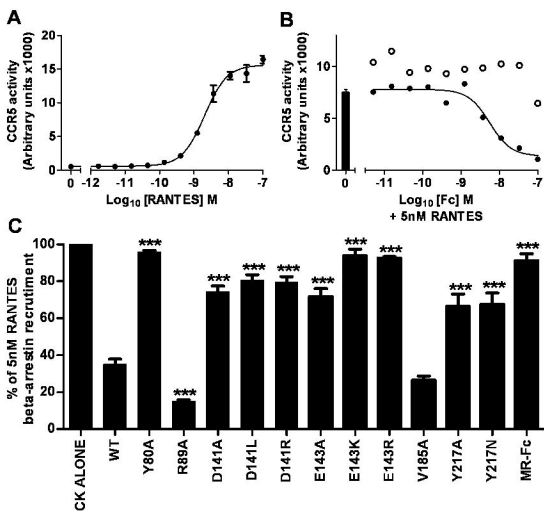 A
CCR5 activity
(Arbitrary units x1000)
20
15
10
5
0
0 -12 -11 -10 -9 -8 -7
Log10 [RANTES] M
B
CCR5 activity
(Arbitrary units x1000)
10
5
0
0 -11 -10 -9 -8 -7
Log10 [Fc] M
+ 5nM RANTES
C
% of 5nM RANTES
beta-arrestin recrutiment
100
80
60
40
20
0
*** *** *** *** *** *** *** *** *** *** ***
CK ALONE
WT
Y80A
R89A
D141A
D141L
D141R
E143A
E143K
E143R
V185A
Y217A
Y217N
MR-Fc